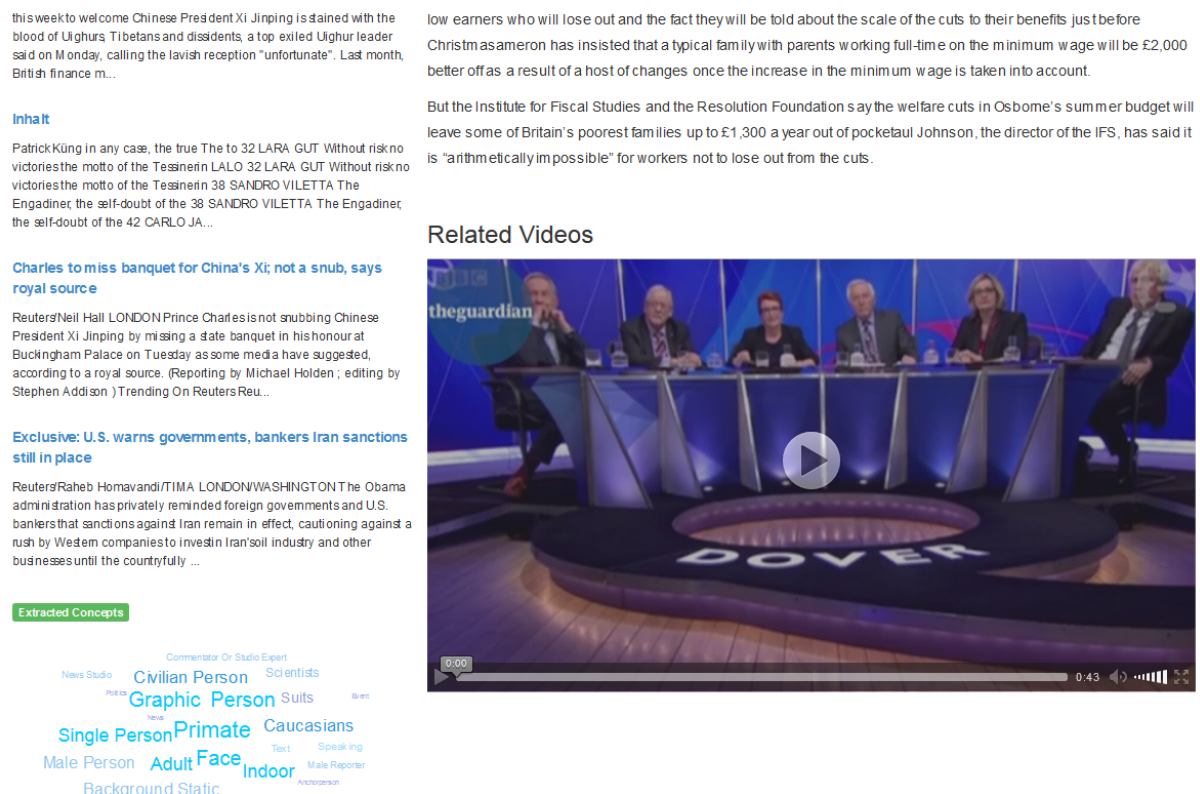 this week to welcome Chinese President Xi Jinping is stained with the
blood of Uighurs, Tibetans and dissidents, a top exiled Uighur leader
said on Monday, calling the lavish reception "unfortunate". Last month,
British finance m...
Inhalt
Patrick Küng in any case, the true The to 32 LARA GUT Without risk no
victories the motto of the Tessinerin LALO 32 LARA GUT Without risk no
victories the motto of the Tessinerin 38 SANDRO VILETTA The
Engadiner, the self-doubt of the 38 SANDRO VILETTA The Engadiner,
the self-doubt of the 42 CARLO JA...
Charles to miss banquet for China's Xi; not a snub, says
royal source
Reuters/Neil Hall LONDON Prince Charles is not snubbing Chinese
President Xi Jinping by missing a state banquet in his honour at
Buckingham Palace on Tuesday as some media have suggested,
according to a royal source. (Reporting by Michael Holden ; editing by
Stephen Addison ) Trending On Reuters Reu...
Exclusive: U.S. warns governments, bankers Iran sanctions
still in place
Reuters/Raheb Homavandi/TIMA LONDON/WASHINGTON The Obama
administration has privately reminded foreign governments and U.S.
bankers that sanctions against Iran remain in effect, cautioning against a
rush by Western companies to invest in Iran'soil industry and other
businesses until the countryfully ...
Extracted Concepts
Commentator Or Studio Expert
News Studio Civilian Person Scientists
Politics Graphic Person Suits Event
News
Single Person Primate Caucasians
Text Speaking
Male Person Adult Face Indoor Male Reporter
Anchorperson
Background Static
low earners who will lose out and the fact they will be told about the scale of the cuts to their benefits just before
Christmasameron has insisted that a typical family with parents working full-time on the minimum wage will be £2,000
better off as a result of a host of changes once the increase in the minimum wage is taken into account.
But the Institute for Fiscal Studies and the Resolution Foundation say the welfare cuts in Osborne's summer budget will
leave some of Britain's poorest families up to £1,300 a year out of pocketaul Johnson, the director of the IFS, has said it
is "arithmetically impossible" for workers not to lose out from the cuts.
Related Videos
BBC
theguardian
DOVER
0:00
0:43